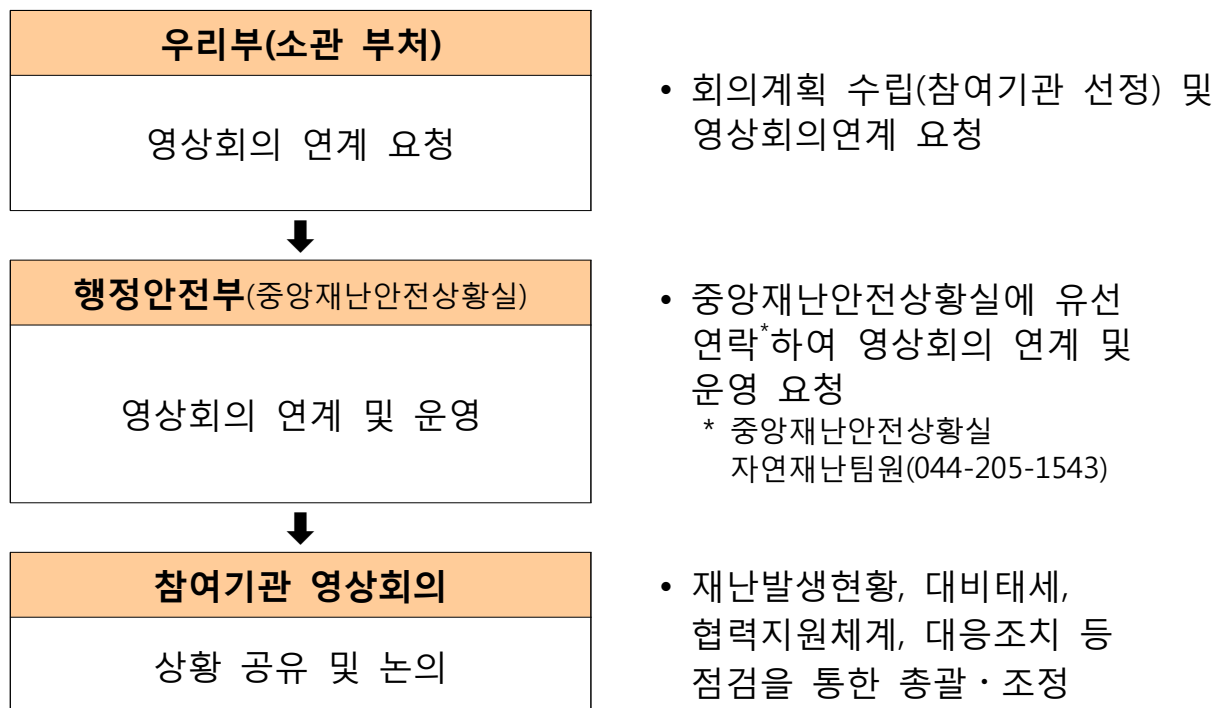 우리부(소관 부처)
영상회의 연계 요청
• 회의계획 수립(참여기관 선정) 및
영상회의연계 요청
행정안전부(중앙재난안전상황실)
영상회의 연계 및 운영
• 중앙재난안전상황실에 유선
연락*하여 영상회의 연계 및
운영 요청
* 중앙재난안전상황실
자연재난팀원(044-205-1543)
참여기관 영상회의
상황 공유 및 논의
• 재난발생현황, 대비태세,
협력지원체계, 대응조치 등
점검을 통한 총괄・조정